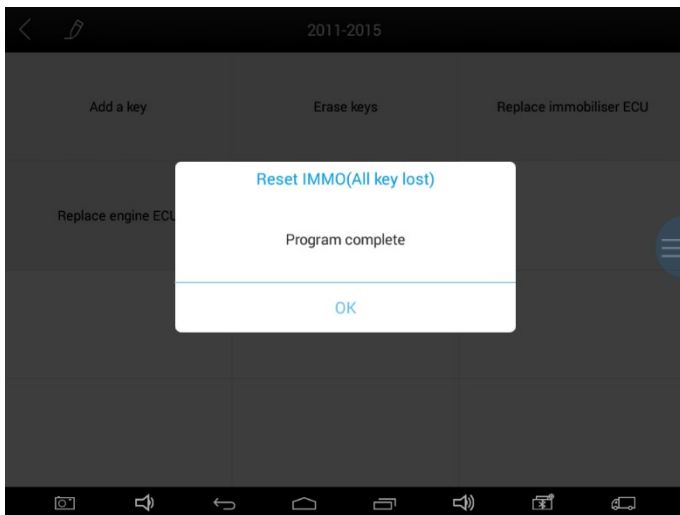 2011-2015
Add a key
Erase keys
Replace immobiliser ECU
Reset IMMO(All key lost)
Replace engine ECU
Program complete
OK